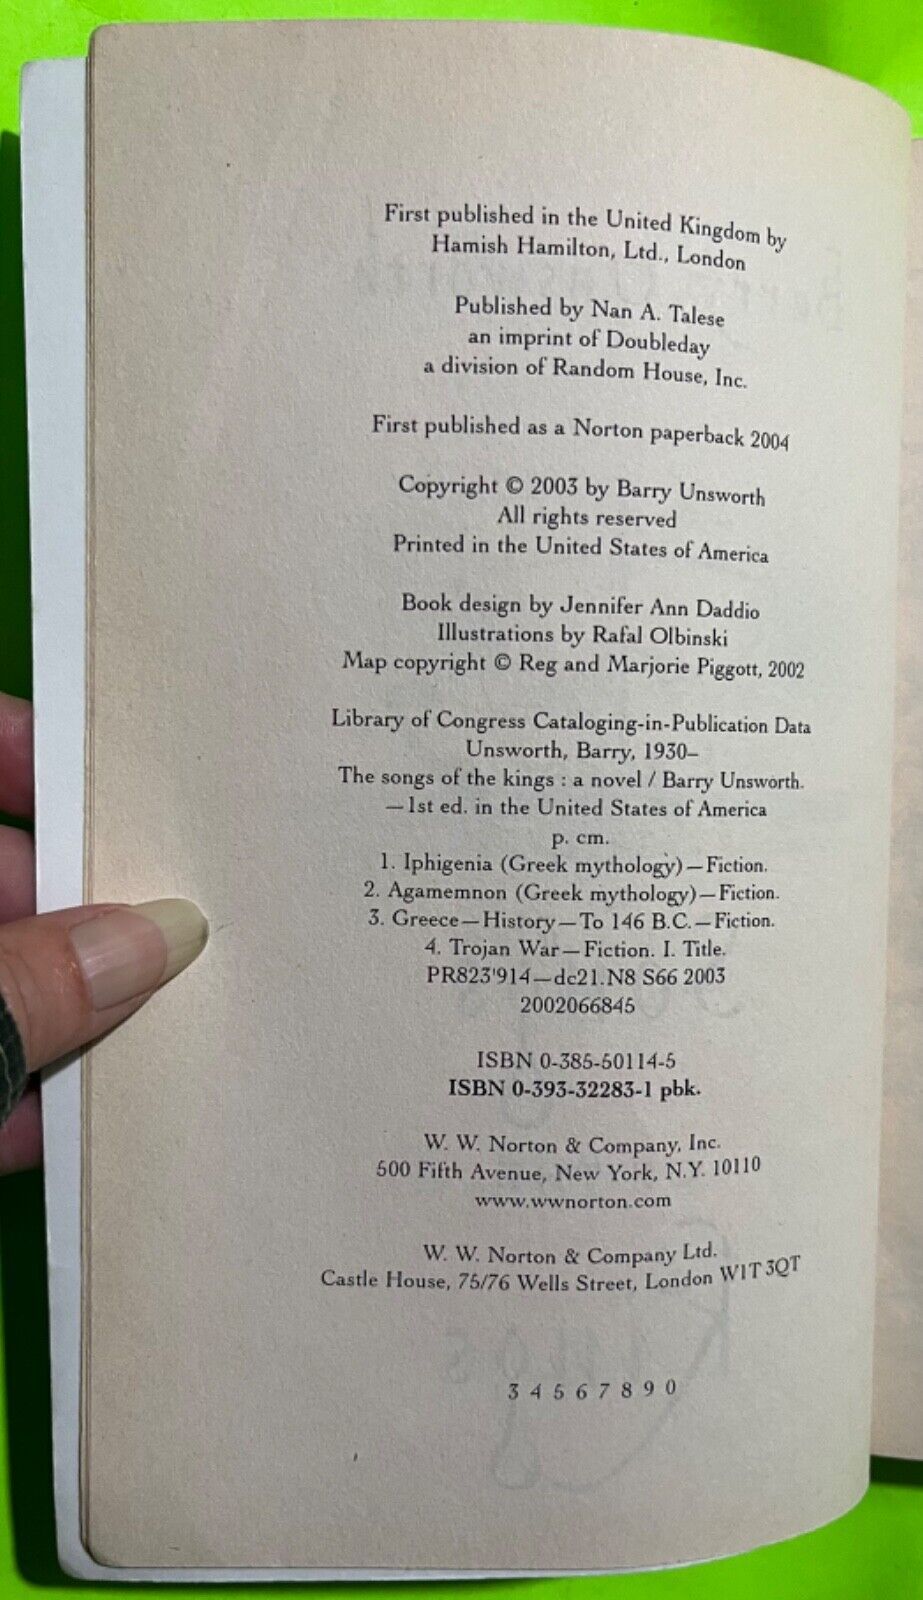 First published in the United Kingdom by
Hamish Hamilton, Ltd., London
Published by Nan A. Talese
an imprint of Doubleday
a division of Random House, Inc.
First published as a Norton paperback 2004
Copyright © 2003 by Barry Unsworth
All rights reserved
Printed in the United States of America
Book design by Jennifer Ann Daddio
Illustrations by Rafal Olbinski
Map copyright © Reg and Marjorie Piggott, 2002
Library of Congress Cataloging-in-Publication Data
Unsworth, Barry, 1930–
The songs of the kings : a novel / Barry Unsworth.
—1st ed. in the United States of America
p. cm.
1. Iphigenia (Greek mythology)—Fiction.
2. Agamemnon (Greek mythology)—Fiction.
3. Greece—History—To 146 B.C.—Fiction.
4. Trojan War—Fiction. I. Title.
PR823'914—dc21.N8 S66 2003
2002066845
ISBN 0-385-50114-5
ISBN 0-393-32283-1 pbk.
W. W. Norton & Company, Inc.
500 Fifth Avenue, New York, N.Y. 10110
www.wwnorton.com
W. W. Norton & Company Ltd.
Castle House, 75/76 Wells Street, London W1T 3QT
3 4 5 6 7 8 9 0